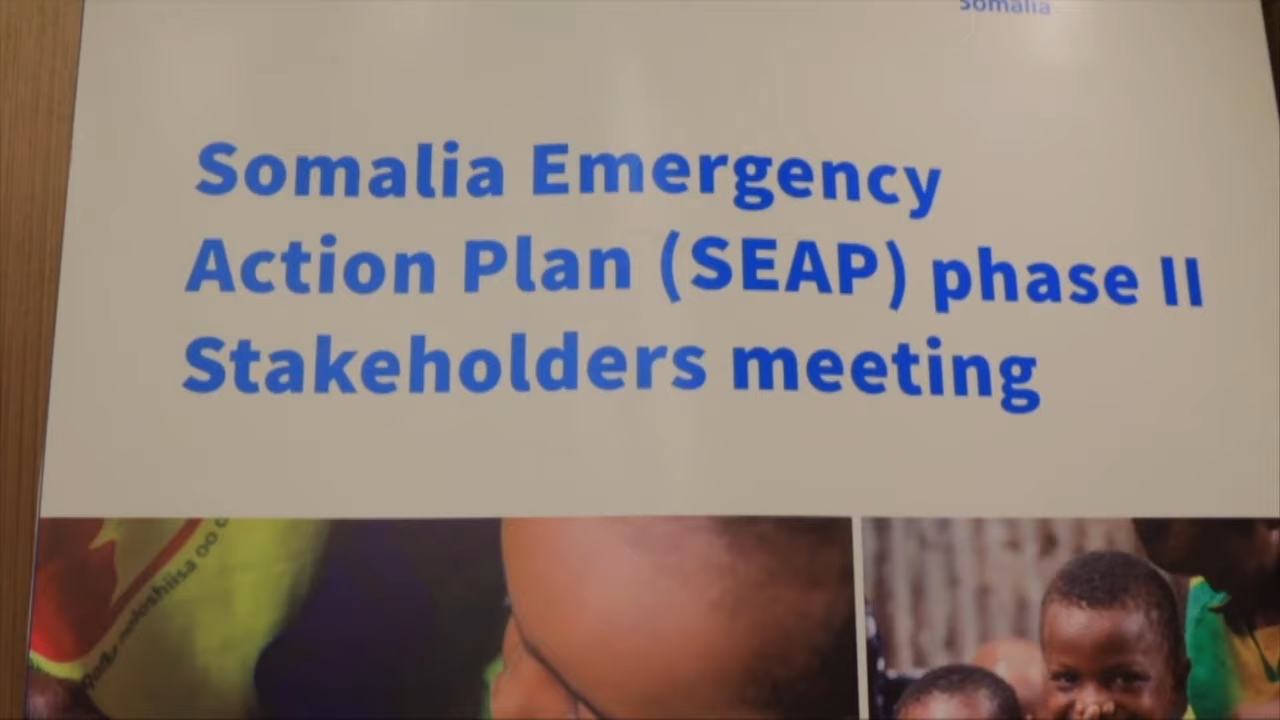 Somalia
Somalia Emergency
Action Plan (SEAP) phase II
Stakeholders meeting